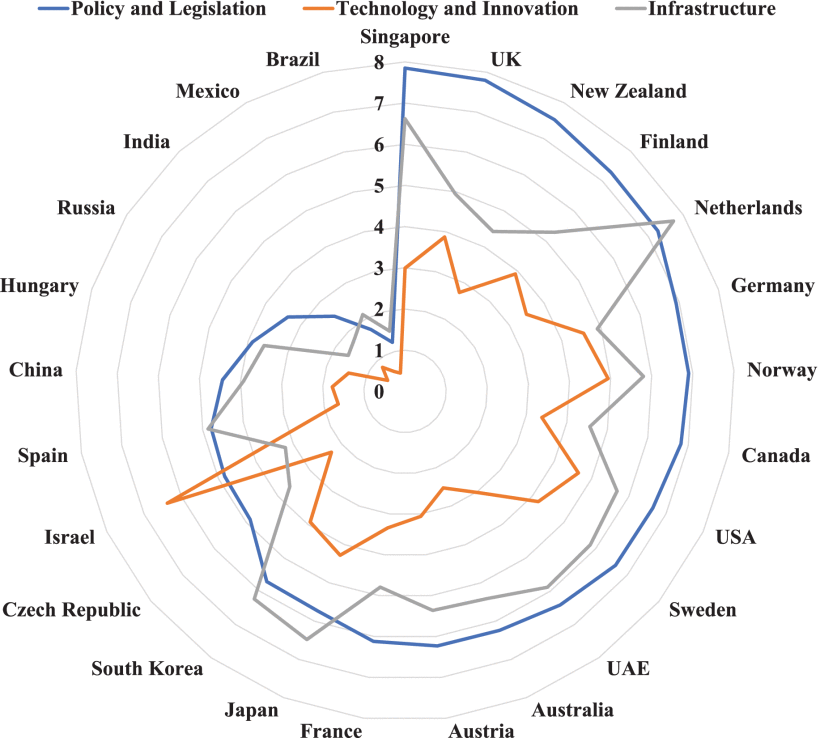 Policy and Legislation Technology and Innovation Infrastructure
Singapore
UK
New Zealand
Finland
Netherlands
Germany
Norway
Canada
USA
Sweden
UAE
Australia
Austria
France
Japan
South Korea
Czech Republic
Israel
Spain
China
Hungary
Russia
India
Mexico
Brazil
8
7
6
5
4
3
2
1
0